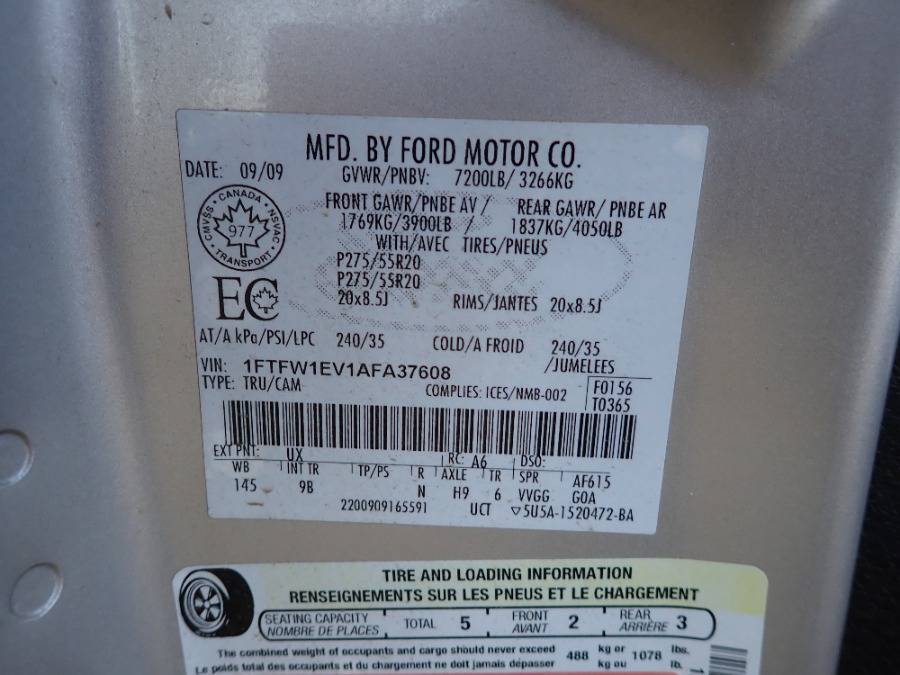 MFD. BY FORD MOTOR CO.
DATE: 09/09 GVWR/PNBV: 7200LB/ 3266KG
FRONT GAWR/PNBE AV / REAR GAWR/ PNBE AR
1769KG/3900LB / 1837KG/4050LB
WITH/AVEC TIRES/PNEUS
P275/55R20
P275/55R20
20x8.5J RIMS/JANTES 20x8.5J
CANADA
CMVSS NSVAC
977
TRANSPORT
EC
AT/A kPa/PSI/LPC 240/35 COLD/A FROID 240/35
VIN: 1FTFW1EV1AFA37608 /JUMELEES
TYPE: TRU/CAM COMPLIES: ICES/NMB-002 F0156
T0365
EXT PNT: UX RC: A6 DSO:
WB INT TR TP/PS R AXLE TR SPR AF615
145 9B N H9 6 VVGG GOA
2200909165591 UCT ▽5U5A-1520472-BA
TIRE AND LOADING INFORMATION
RENSEIGNEMENTS SUR LES PNEUS ET LE CHARGEMENT
SEATING CAPACITY TOTAL 5 FRONT 2 REAR 3
NOMBRE DE PLACES AVANT ARRIÈRE
The combined weight of occupants and cargo should never exceed 488 kg or 1078 lbs.
Le poids total des occupants et du chargement ne doit jamais dépasser kg ou lb.